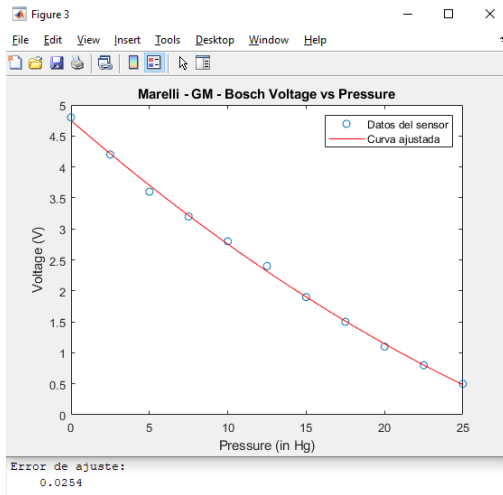 Figure 3
File Edit View Insert Tools Desktop Window Help
Marelli - GM - Bosch Voltage vs Pressure
Datos del sensor
Curva ajustada
5
4.5
4
3.5
3
2.5
2
1.5
1
0.5
0
Voltage (V)
0 5 10 15 20 25
Pressure (in Hg)
Error de ajuste:
0.0254